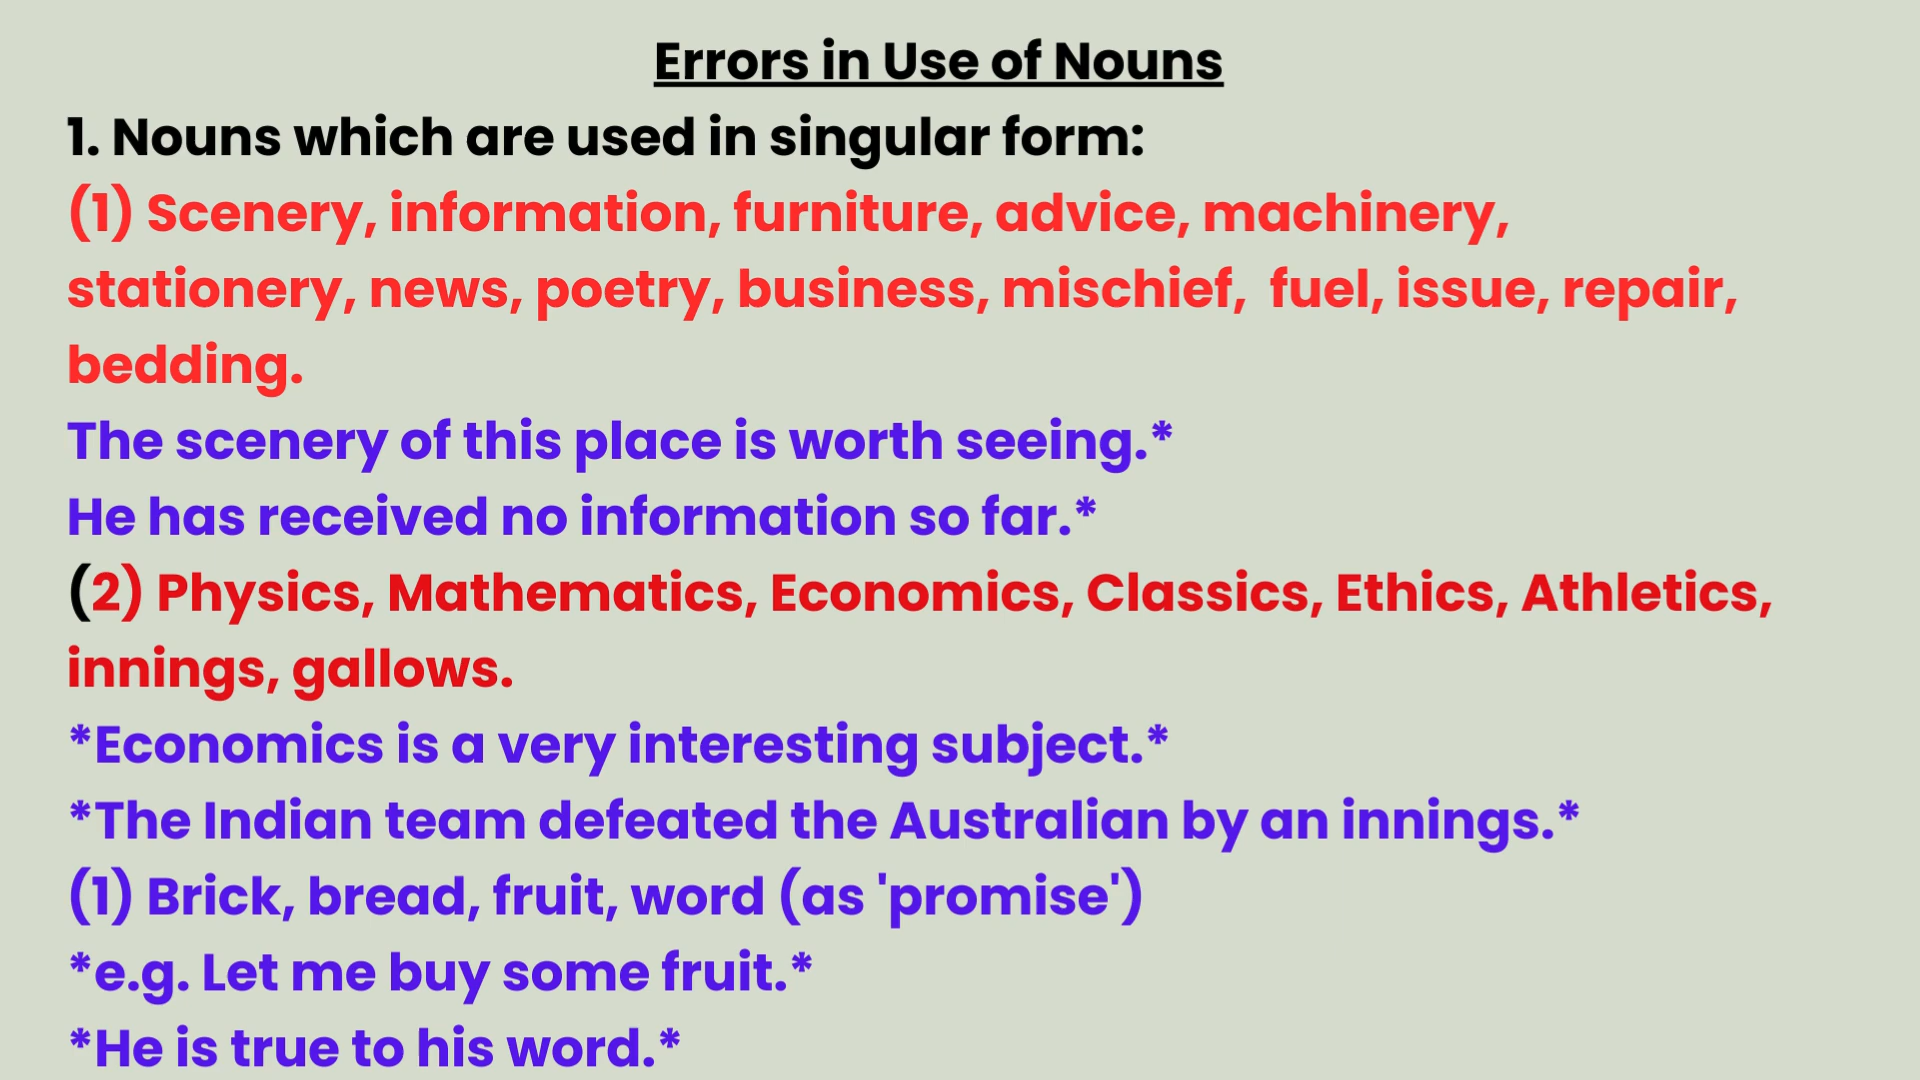 Errors in Use of Nouns
1. Nouns which are used in singular form:
(1) Scenery, information, furniture, advice, machinery,
stationery, news, poetry, business, mischief,  fuel, issue, repair,
bedding.
The scenery of this place is worth seeing.*
He has received no information so far.*
(2) Physics, Mathematics, Economics, Classics, Ethics, Athletics,
innings, gallows.
*Economics is a very interesting subject.*
*The Indian team defeated the Australian by an innings.*
(1) Brick, bread, fruit, word (as 'promise')
*e.g. Let me buy some fruit.*
*He is true to his word.*